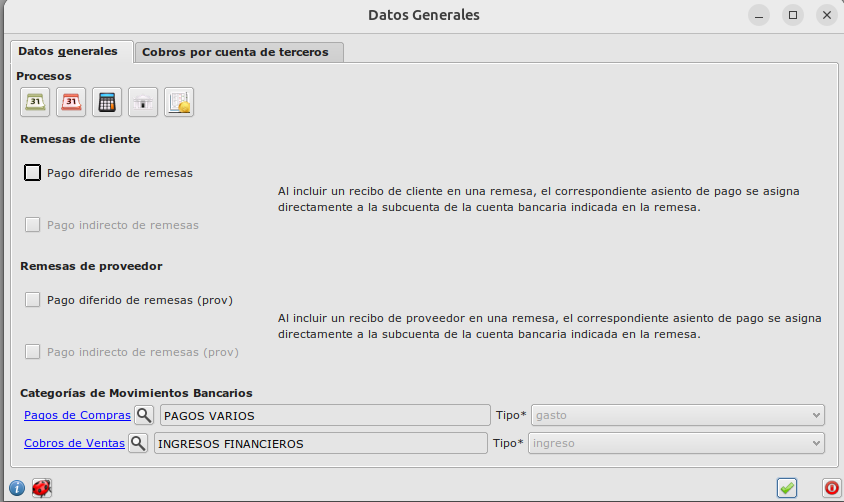 Datos Generales
Datos generales
Cobros por cuenta de terceros
Procesos
31
31
Remesas de cliente
Pago diferido de remesas
Al incluir un recibo de cliente en una remesa, el correspondiente asiento de pago se asigna
directamente a la subcuenta de la cuenta bancaria indicada en la remesa.
Pago indirecto de remesas
Remesas de proveedor
Pago diferido de remesas (prov)
Al incluir un recibo de proveedor en una remesa, el correspondiente asiento de pago se asigna
directamente a la subcuenta de la cuenta bancaria indicada en la remesa.
Pago indirecto de remesas (prov)
Categorías de Movimientos Bancarios
Pagos de Compras PAGOS VARIOS Tipo* gasto
Cobros de Ventas INGRESOS FINANCIEROS Tipo* ingreso